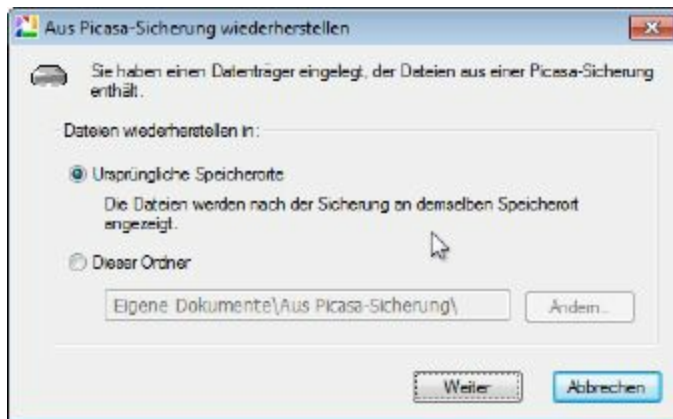 Aus Picasa-Sicherung wiederherstellen
Sie haben einen Datenträger eingelegt, der Dateien aus einer Picasa-Sicherung
enthält.
Dateien wiederherstellen in:
Ursprüngliche Speicherorte
Die Dateien werden nach der Sicherung an demselben Speicherort
angezeigt.
Dieser Ordner
Eigene Dokumente\Aus Picasa-Sicherung\
Ändern...
Weiter
Abbrechen